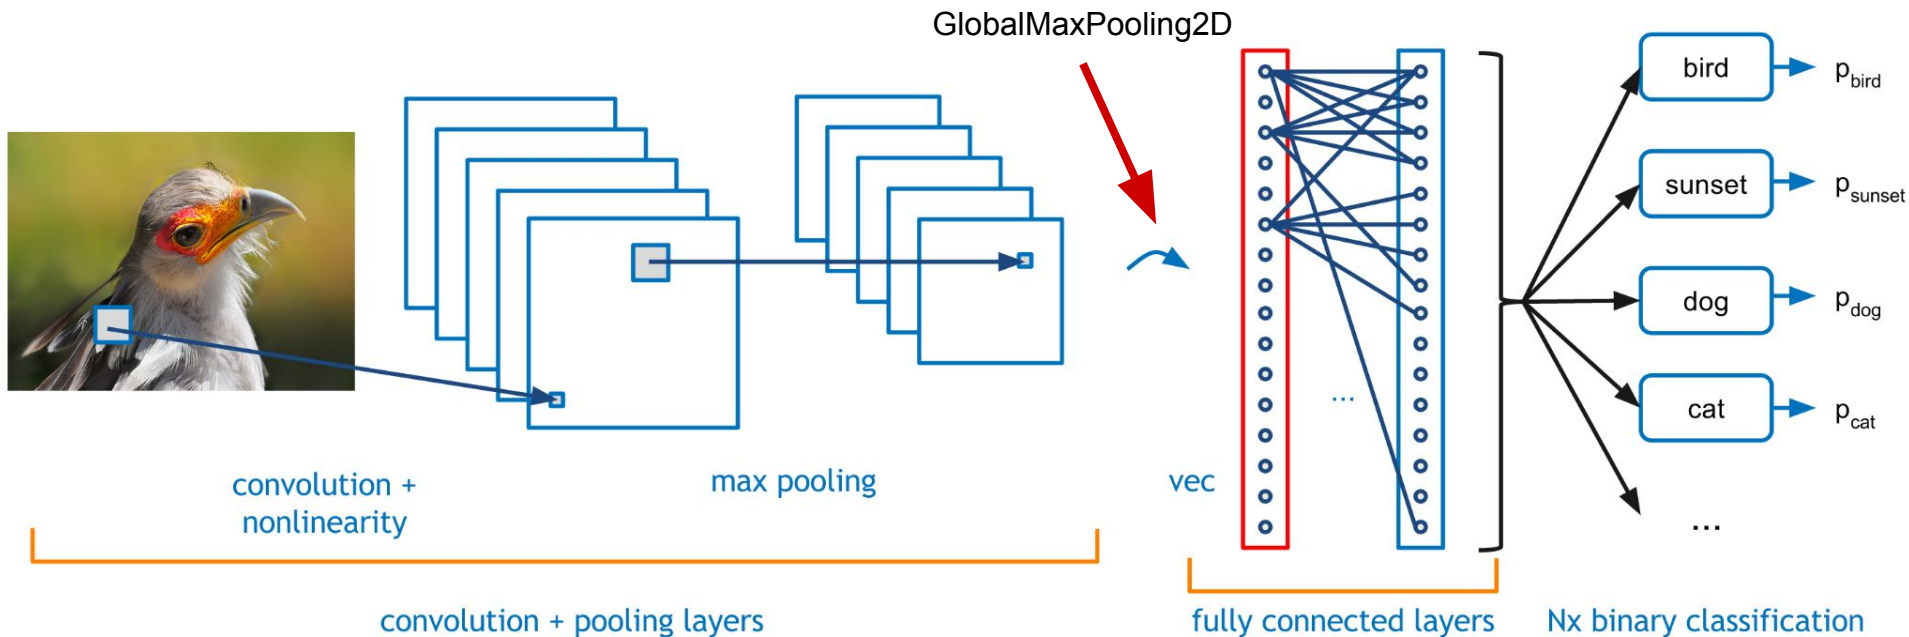 GlobalMaxPooling2D
bird
p_bird
sunset
p_sunset
dog
p_dog
cat
p_cat
...
...
convolution +
nonlinearity
max pooling
vec
convolution + pooling layers
fully connected layers
Nx binary classification